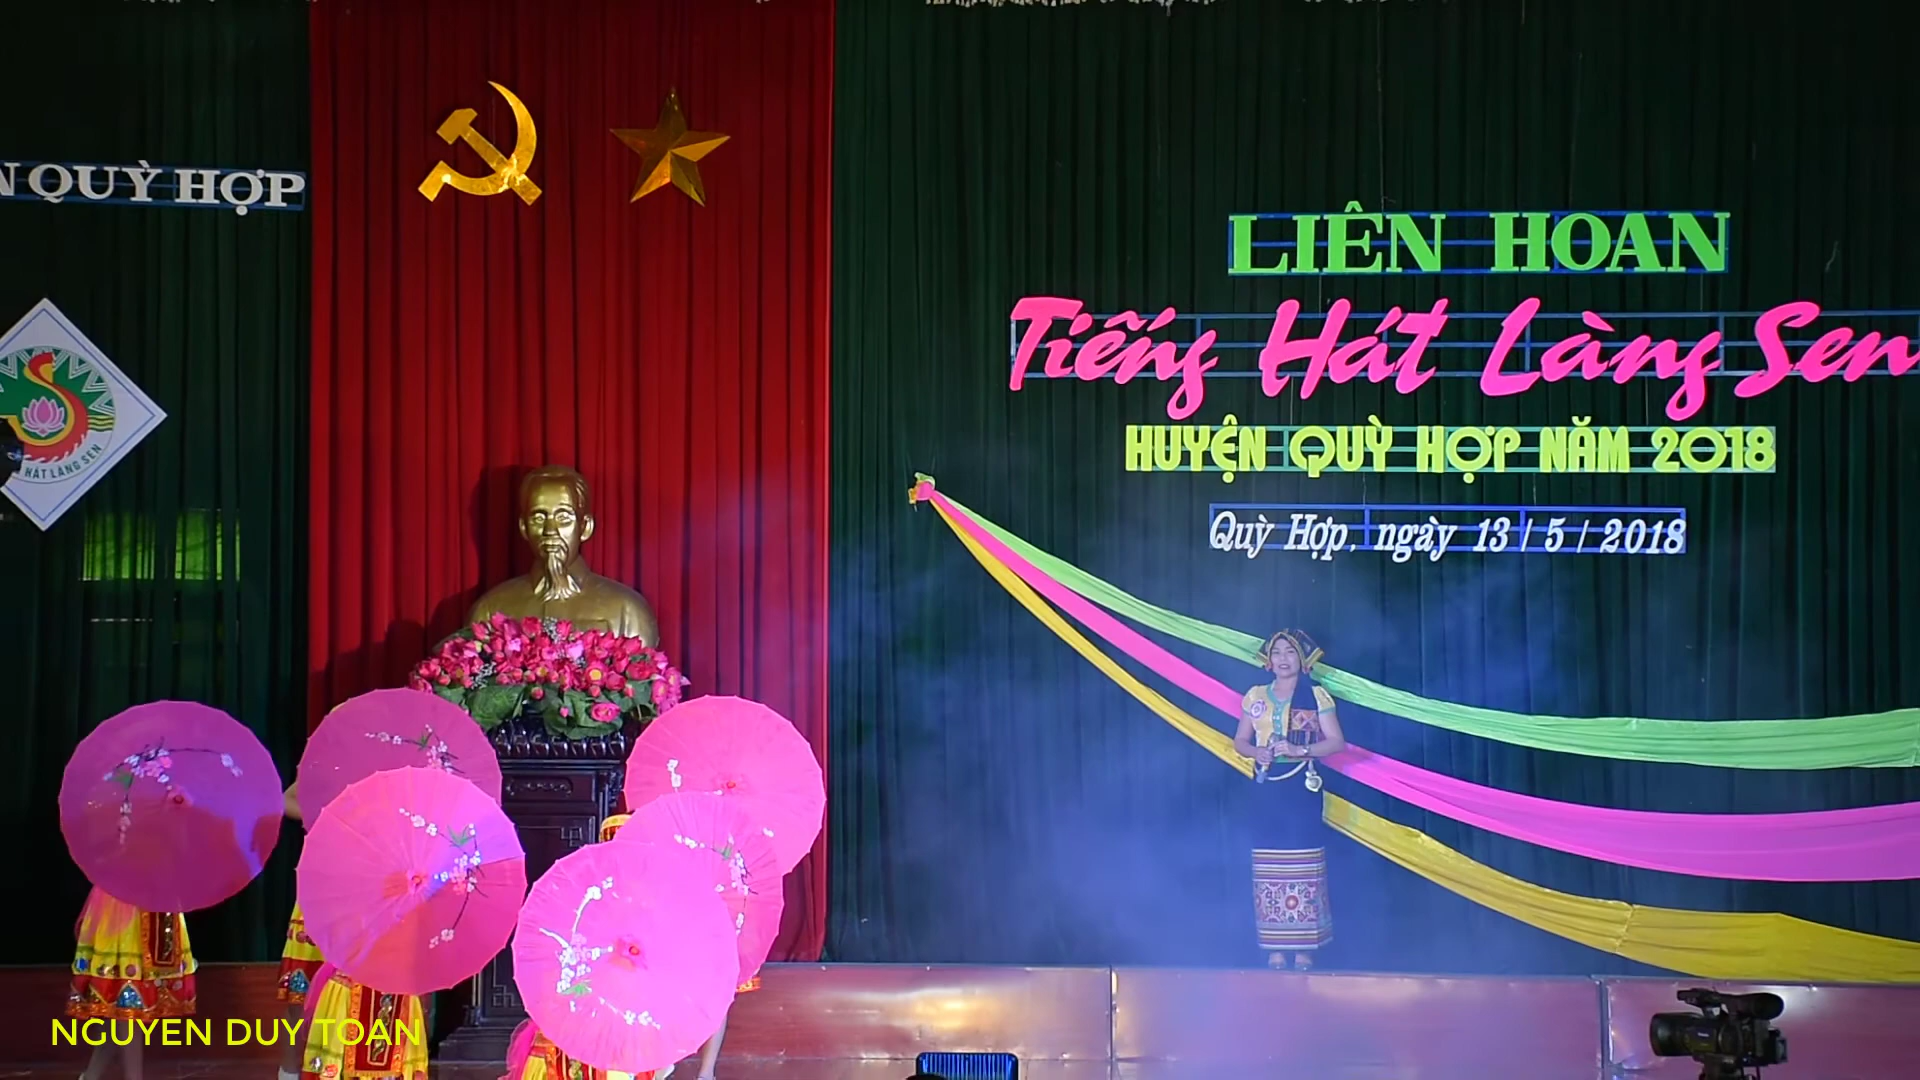 N QUỲ HỢP
HÁT LÀNG SEN
LIÊN HOAN
Tiếng Hát Làng Sen
HUYỆN QUỲ HỢP NĂM 2018
Quỳ Hợp, ngày 13 / 5 / 2018
NGUYEN DUY TOAN